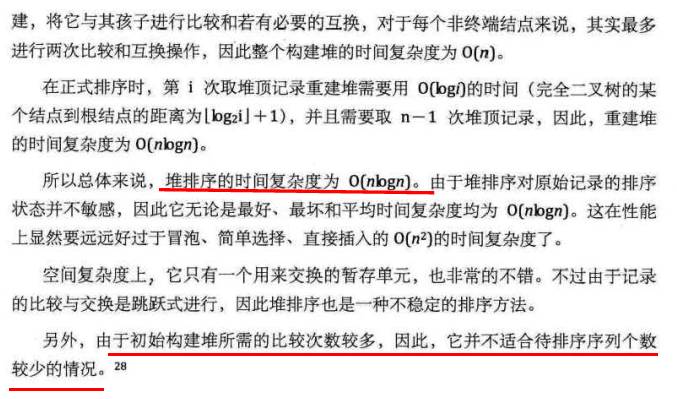 建，将它与其孩子进行比较和若有必要的互换，对于每个非终端结点来说，其实最多
进行两次比较和互换操作，因此整个构建堆的时间复杂度为 O(n)。
在正式排序时，第 i 次取堆顶记录重建堆需要用 O(logi)的时间（完全二叉树的某
个结点到根结点的距离为⌊log₂i⌋＋1），并且需要取 n－1 次堆顶记录，因此，重建堆
的时间复杂度为 O(nlogn)。
所以总体来说，堆排序的时间复杂度为 O(nlogn)。由于堆排序对原始记录的排序
状态并不敏感，因此它无论是最好、最坏和平均时间复杂度均为 O(nlogn)。这在性能
上显然要远远好过于冒泡、简单选择、直接插入的 O(n²)的时间复杂度了。
空间复杂度上，它只有一个用来交换的暂存单元，也非常的不错。不过由于记录
的比较与交换是跳跃式进行，因此堆排序也是一种不稳定的排序方法。
另外，由于初始构建堆所需的比较次数较多，因此，它并不适合待排序序列个数
较少的情况。²⁸